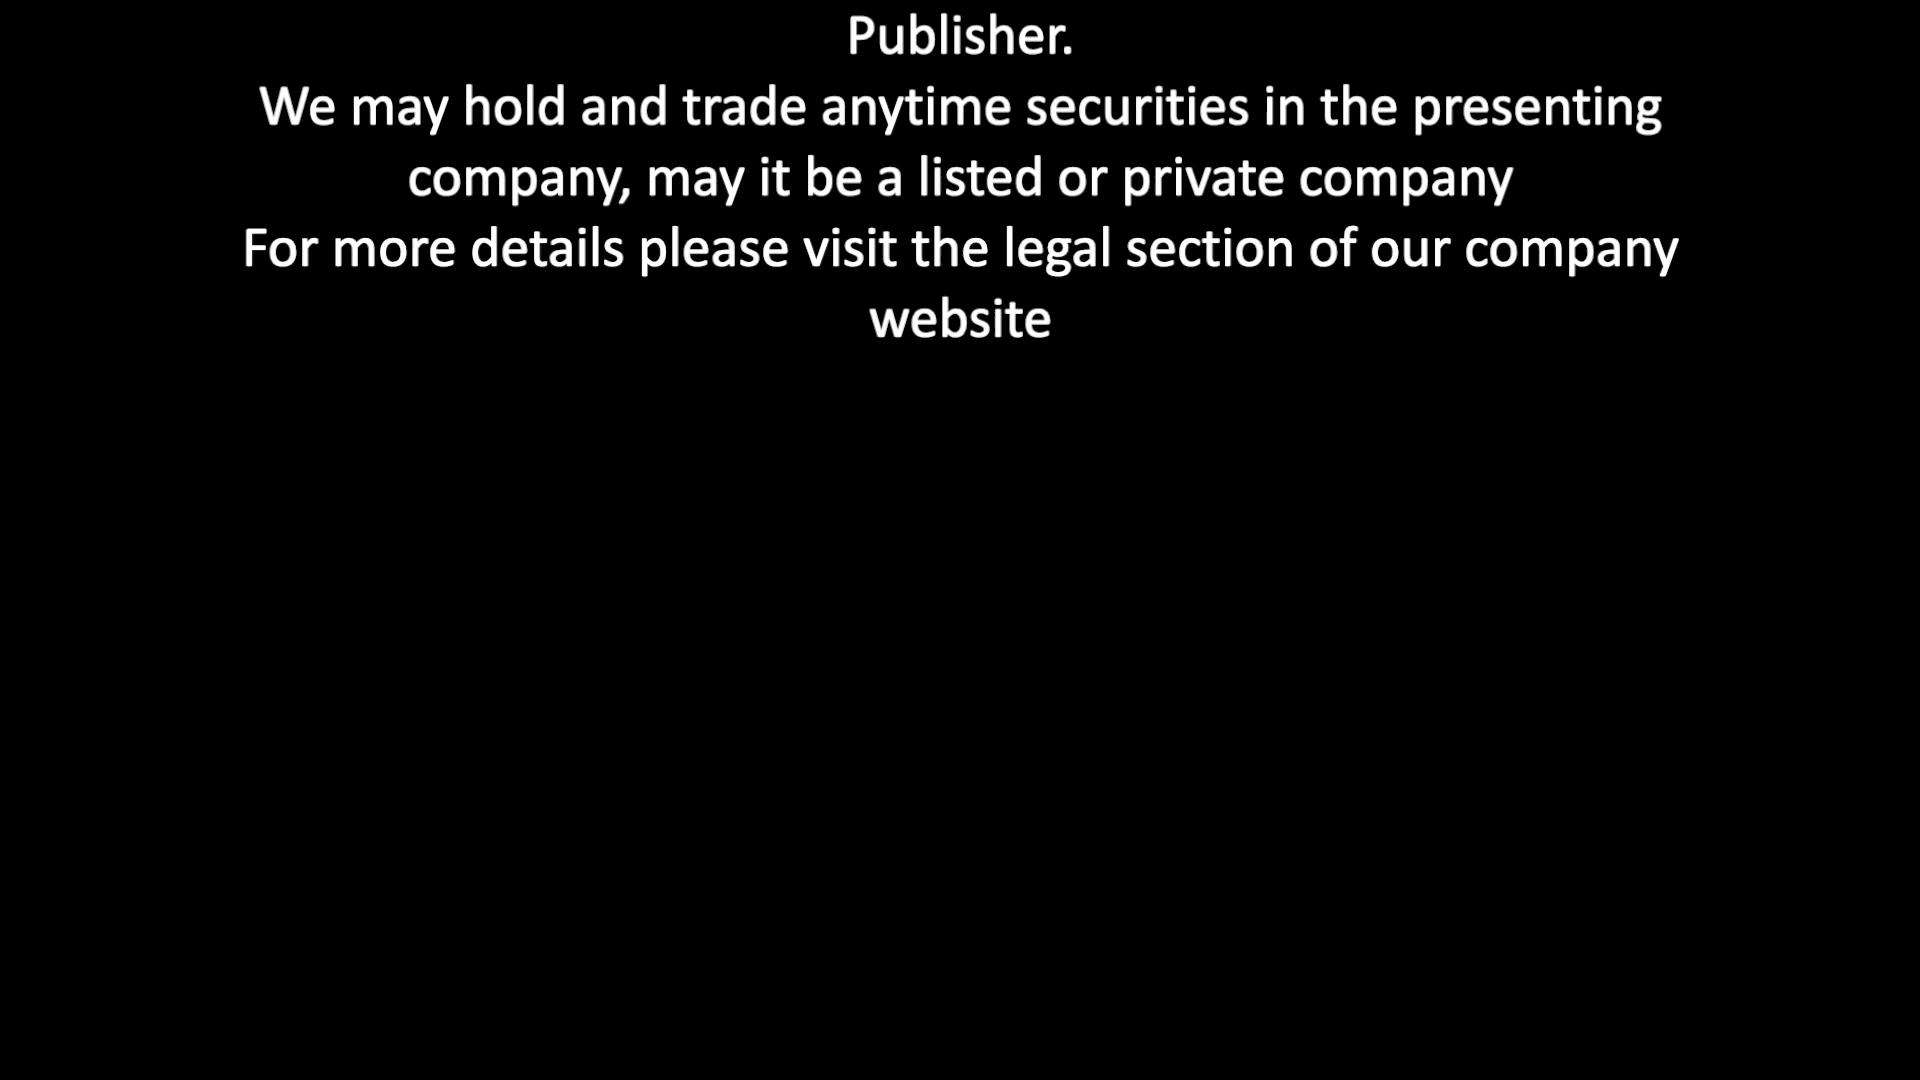 Publisher.
We may hold and trade anytime securities in the presenting
company, may it be a listed or private company
For more details please visit the legal section of our company
website